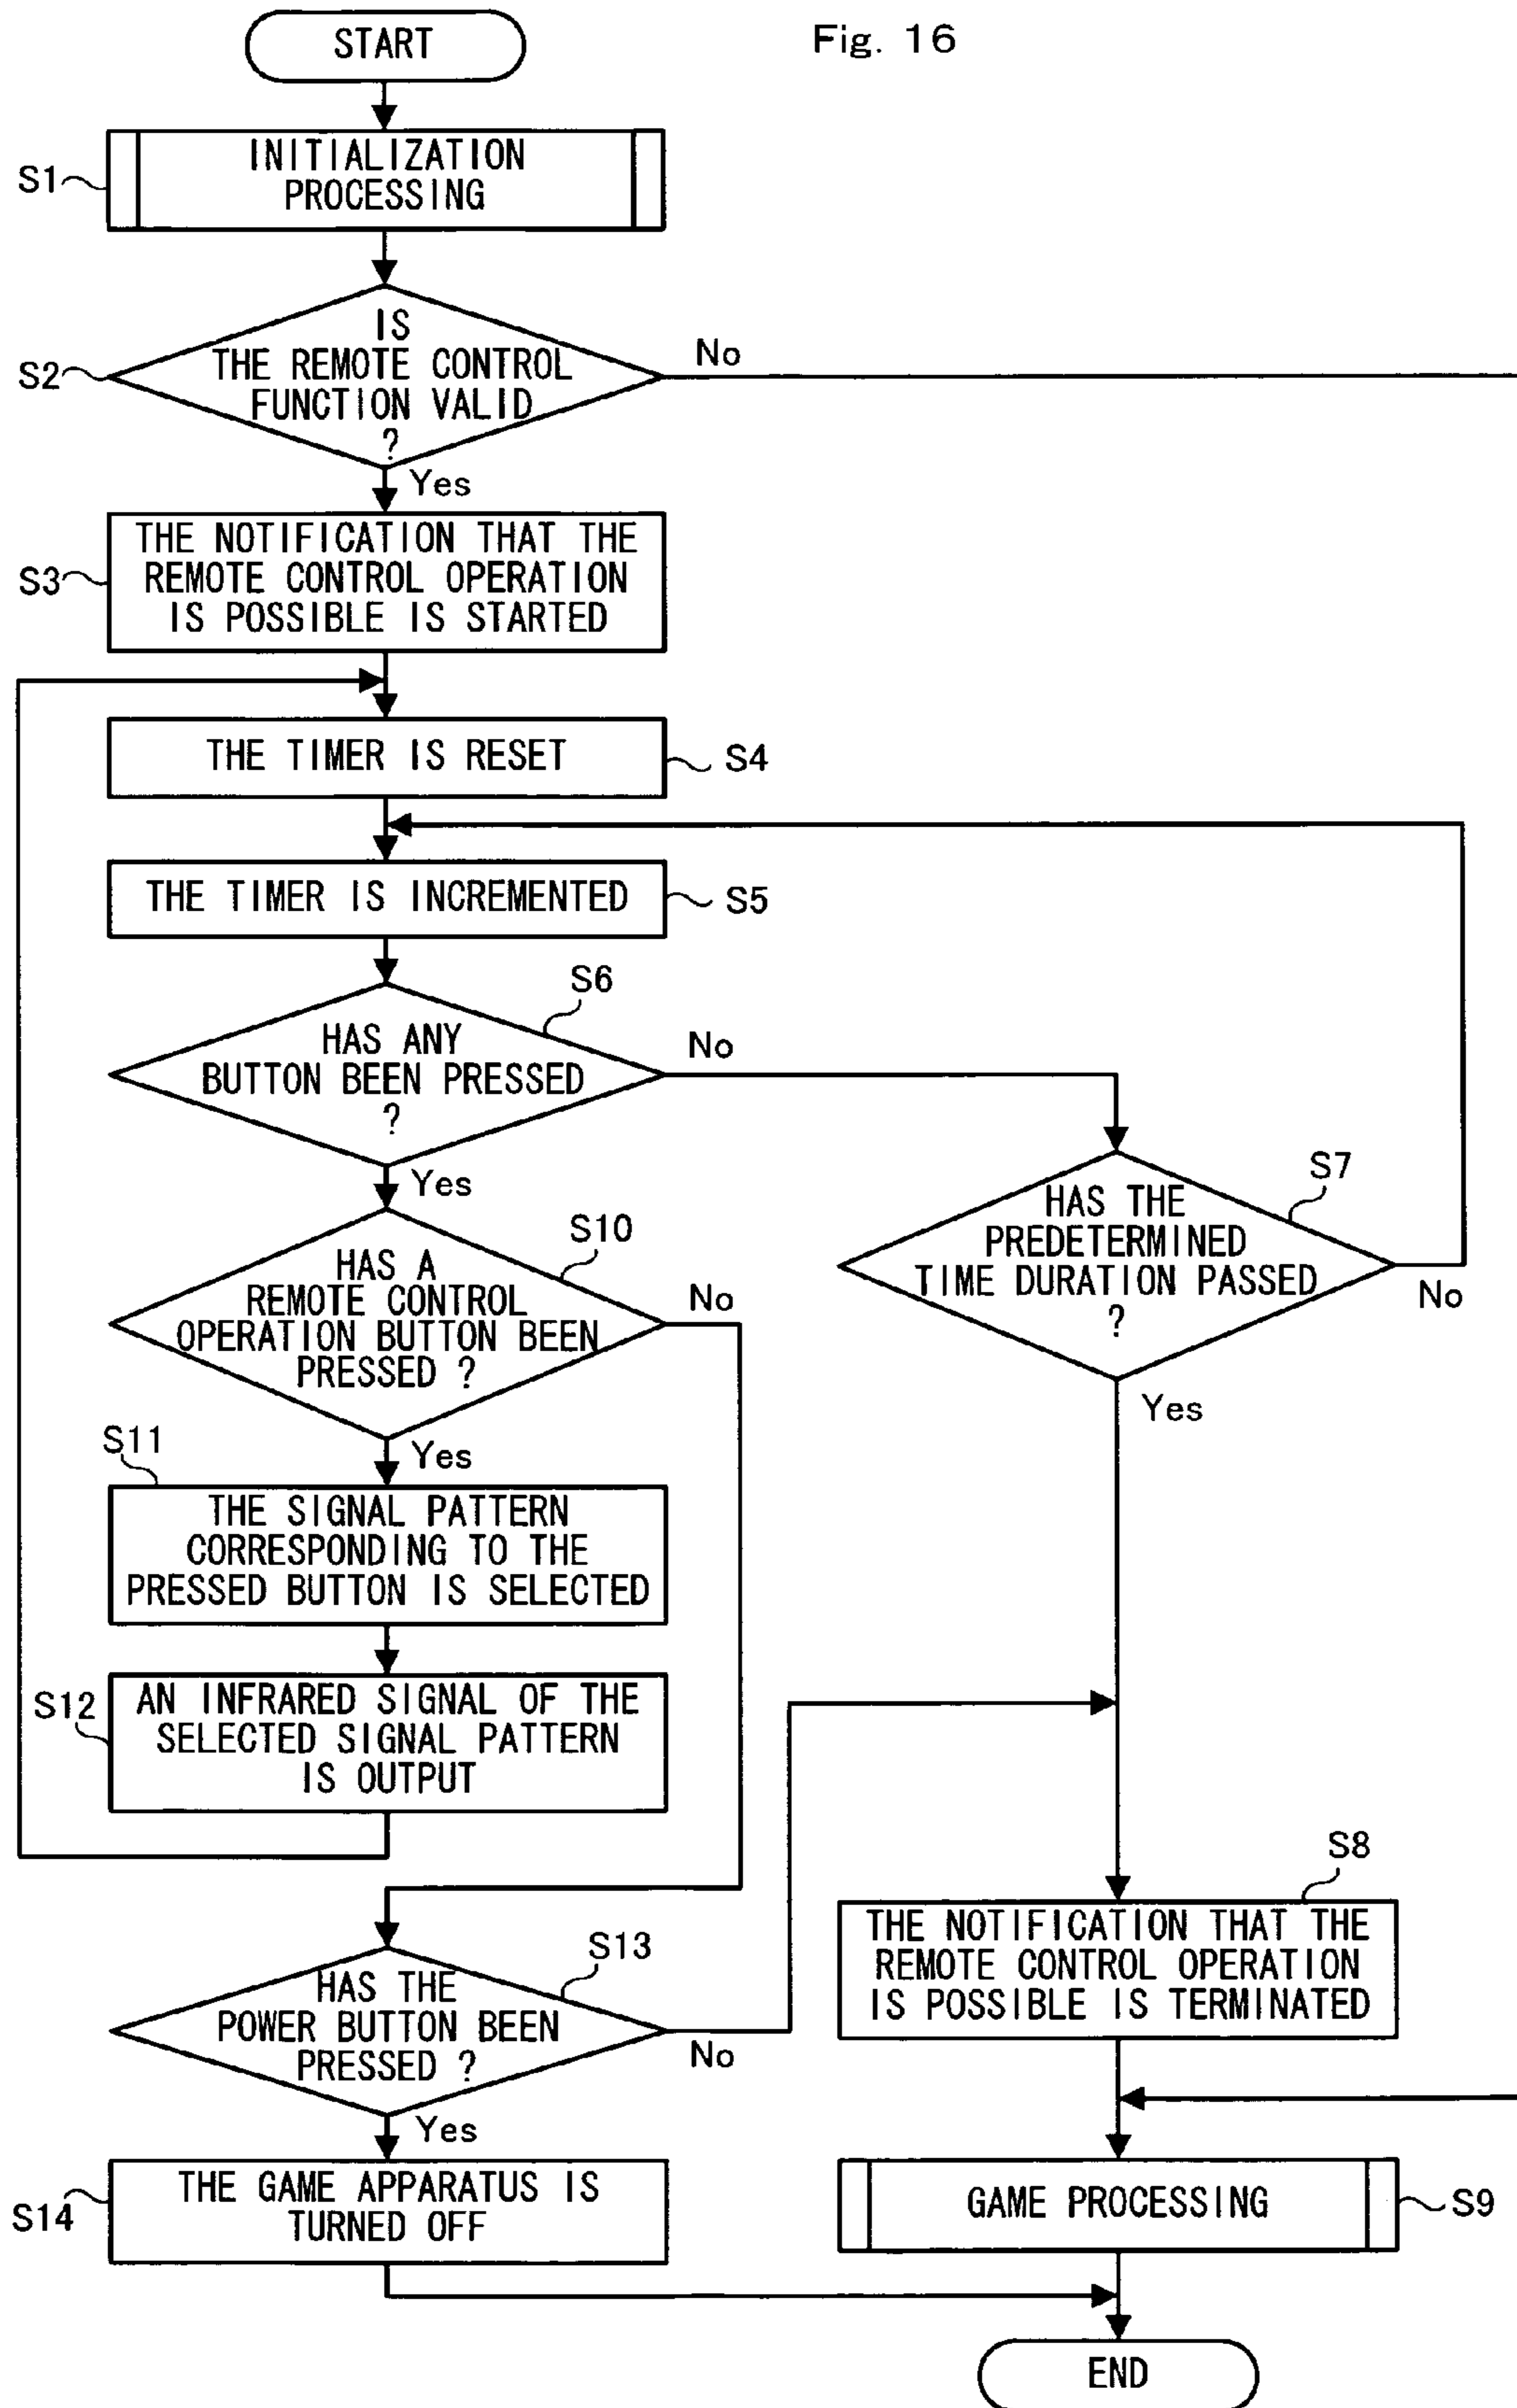 Fig. 16
START
S1
INITIALIZATION
PROCESSING
S2
IS
THE REMOTE CONTROL
FUNCTION VALID
?
No
Yes
S3
THE NOTIFICATION THAT THE
REMOTE CONTROL OPERATION
IS POSSIBLE IS STARTED
THE TIMER IS RESET
S4
THE TIMER IS INCREMENTED
S5
S6
HAS ANY
BUTTON BEEN PRESSED
?
No
Yes
S7
HAS THE
PREDETERMINED
TIME DURATION PASSED
?
No
Yes
S10
HAS A
REMOTE CONTROL
OPERATION BUTTON BEEN
PRESSED ?
No
Yes
S11
THE SIGNAL PATTERN
CORRESPONDING TO THE
PRESSED BUTTON IS SELECTED
S12
AN INFRARED SIGNAL OF THE
SELECTED SIGNAL PATTERN
IS OUTPUT
S8
THE NOTIFICATION THAT THE
REMOTE CONTROL OPERATION
IS POSSIBLE IS TERMINATED
S13
HAS THE
POWER BUTTON BEEN
PRESSED ?
No
Yes
S14
THE GAME APPARATUS IS
TURNED OFF
GAME PROCESSING
S9
END